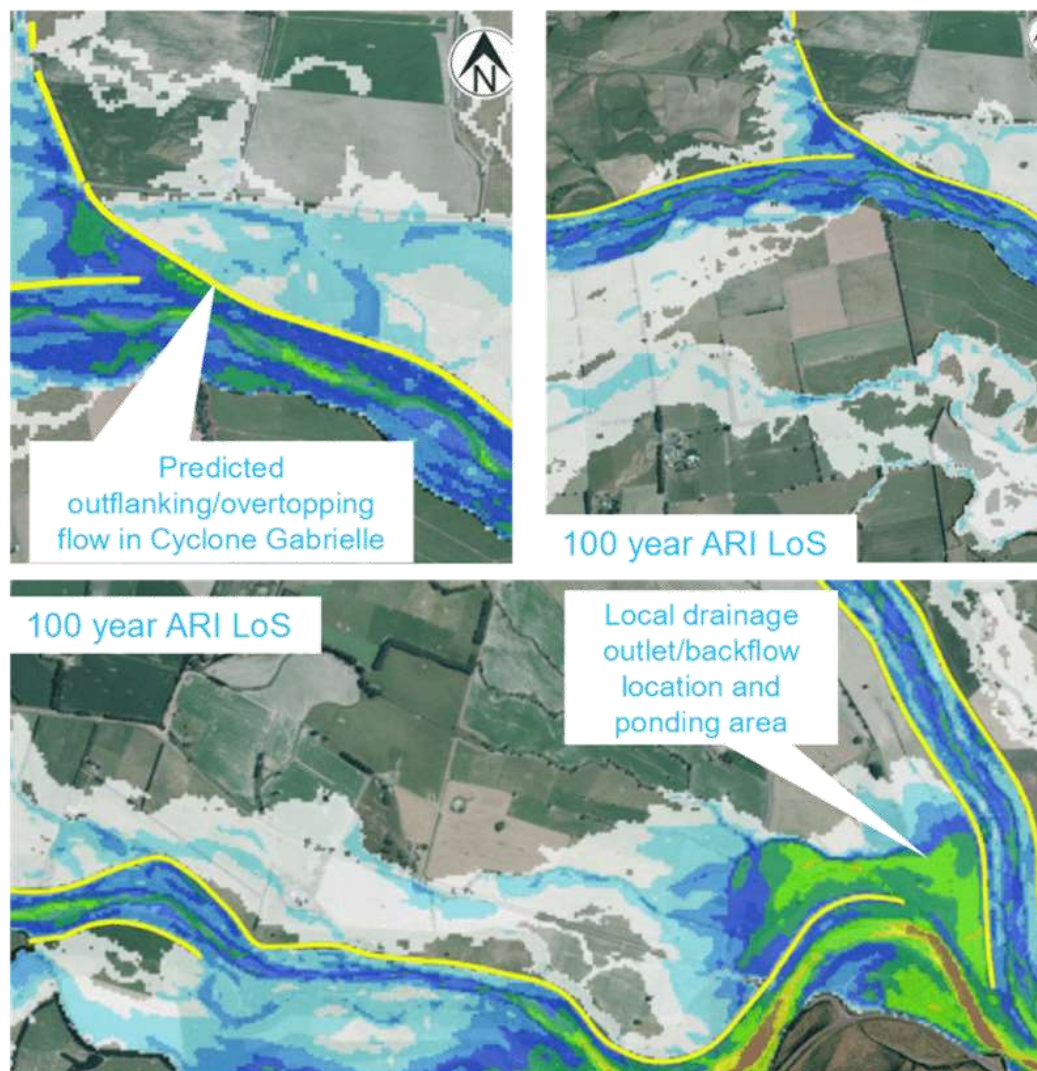 N
Predicted
outflanking/overtopping
flow in Cyclone Gabrielle
100 year ARI LoS
100 year ARI LoS
Local drainage
outlet/backflow
location and
ponding area